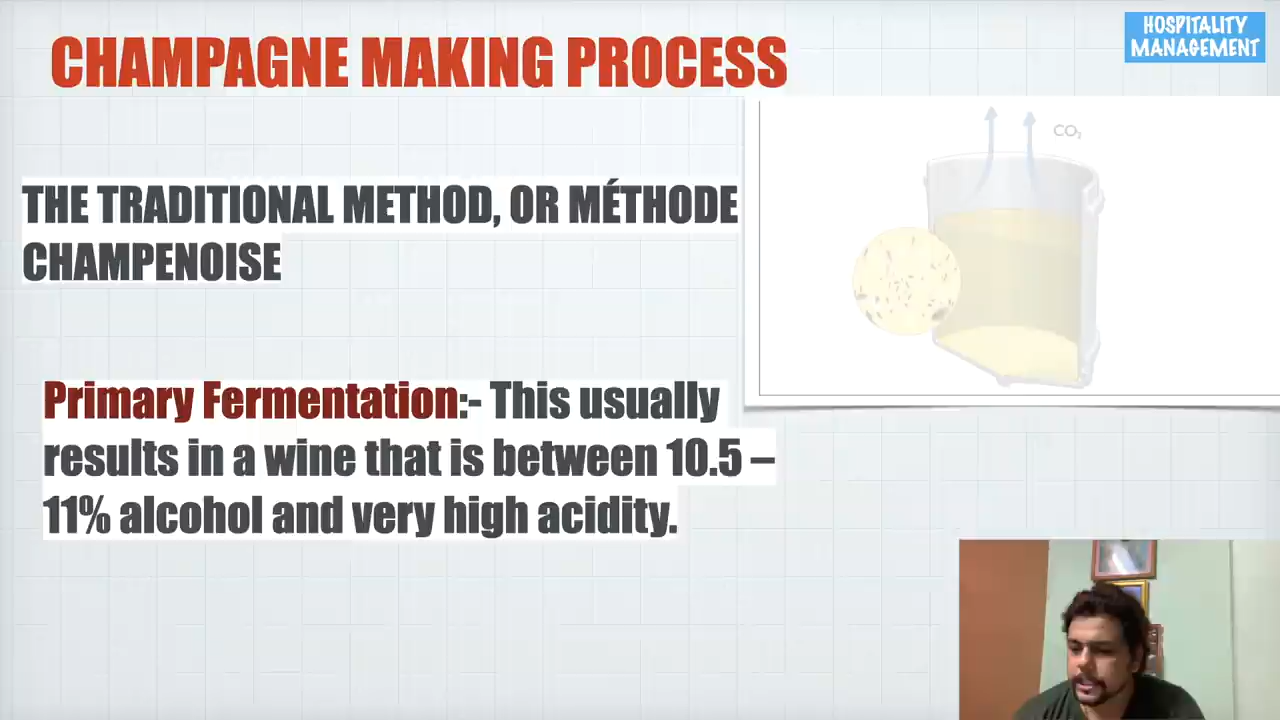 HOSPITALITY
MANAGEMENT
CHAMPAGNE MAKING PROCESS
CO₂
THE TRADITIONAL METHOD, OR MÉTHODE
CHAMPENOISE
Primary Fermentation:- This usually
results in a wine that is between 10.5 –
11% alcohol and very high acidity.